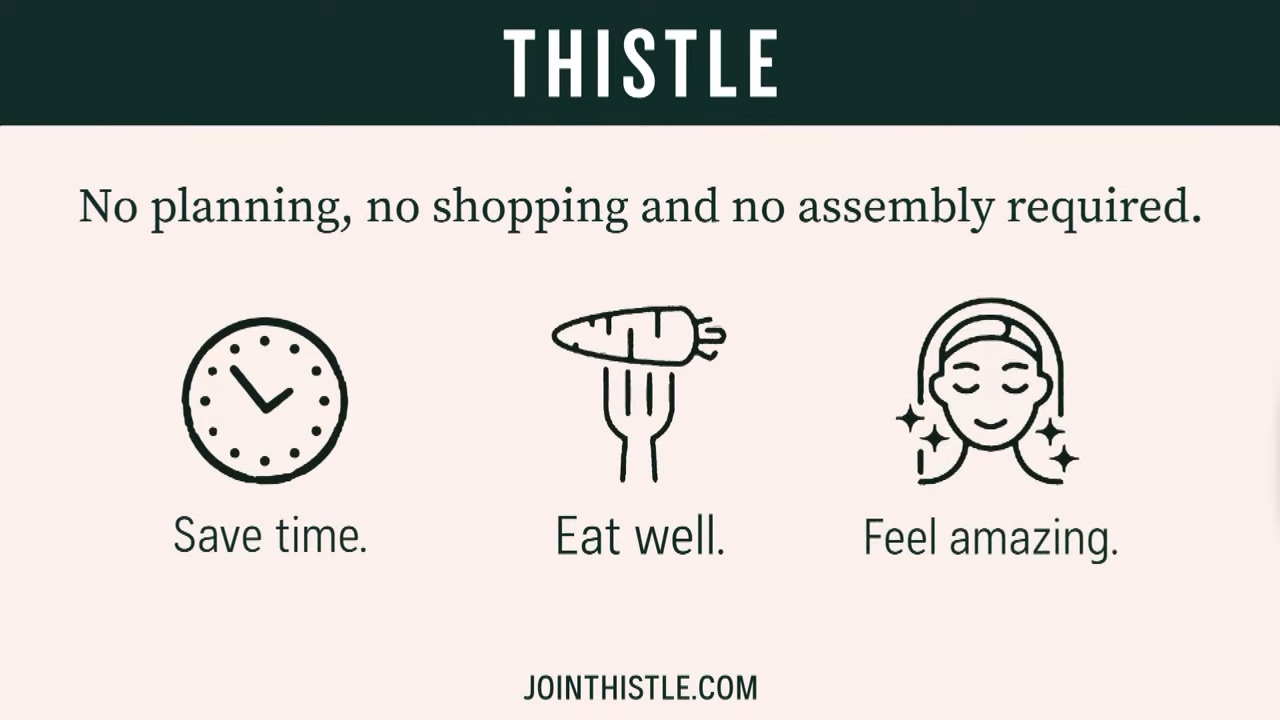 THISTLE
No planning, no shopping and no assembly required.
Save time.
Eat well.
Feel amazing.
JOINTHISTLE.COM